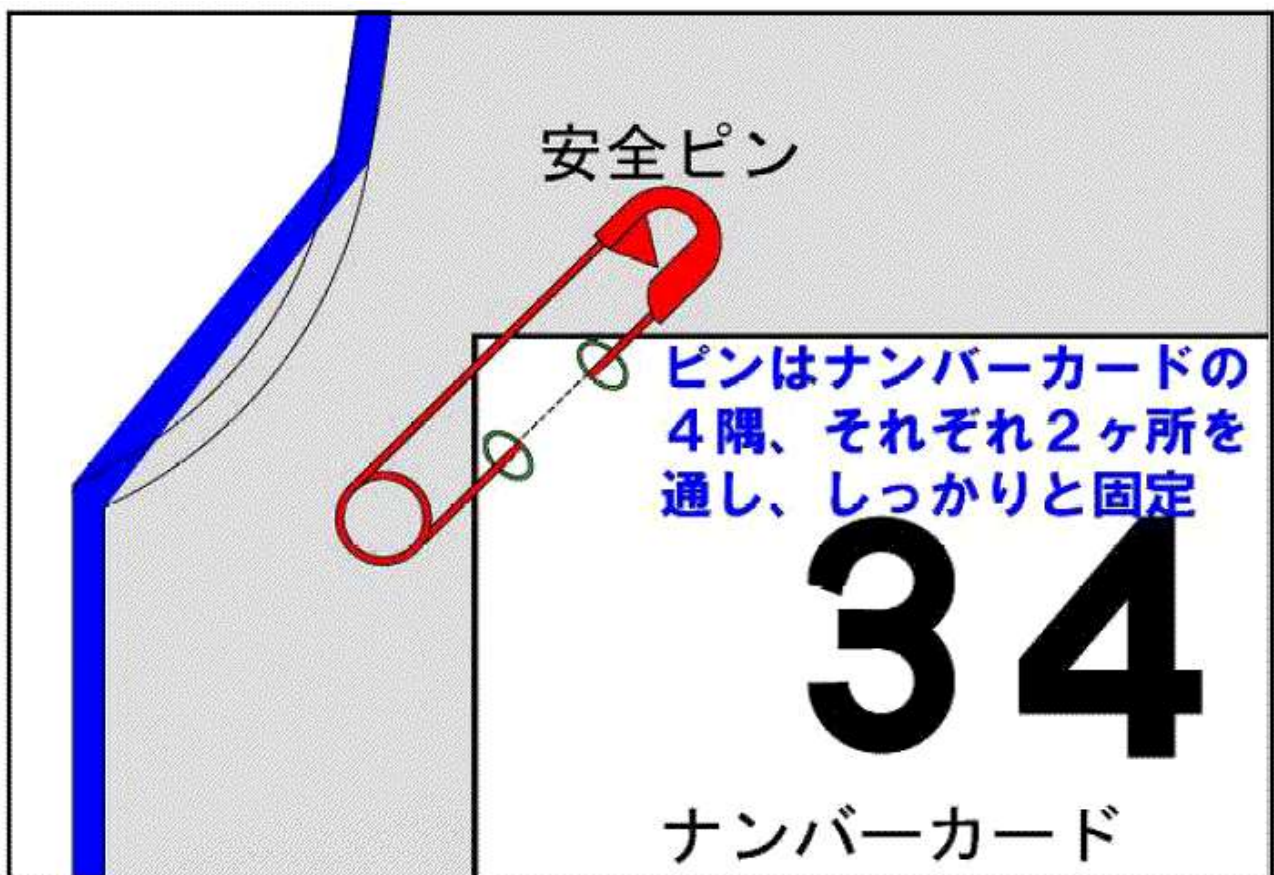 安全ピン
ピンはナンバーカードの
４隅、それぞれ２ヶ所を
通し、しっかりと固定
34
ナンバーカード